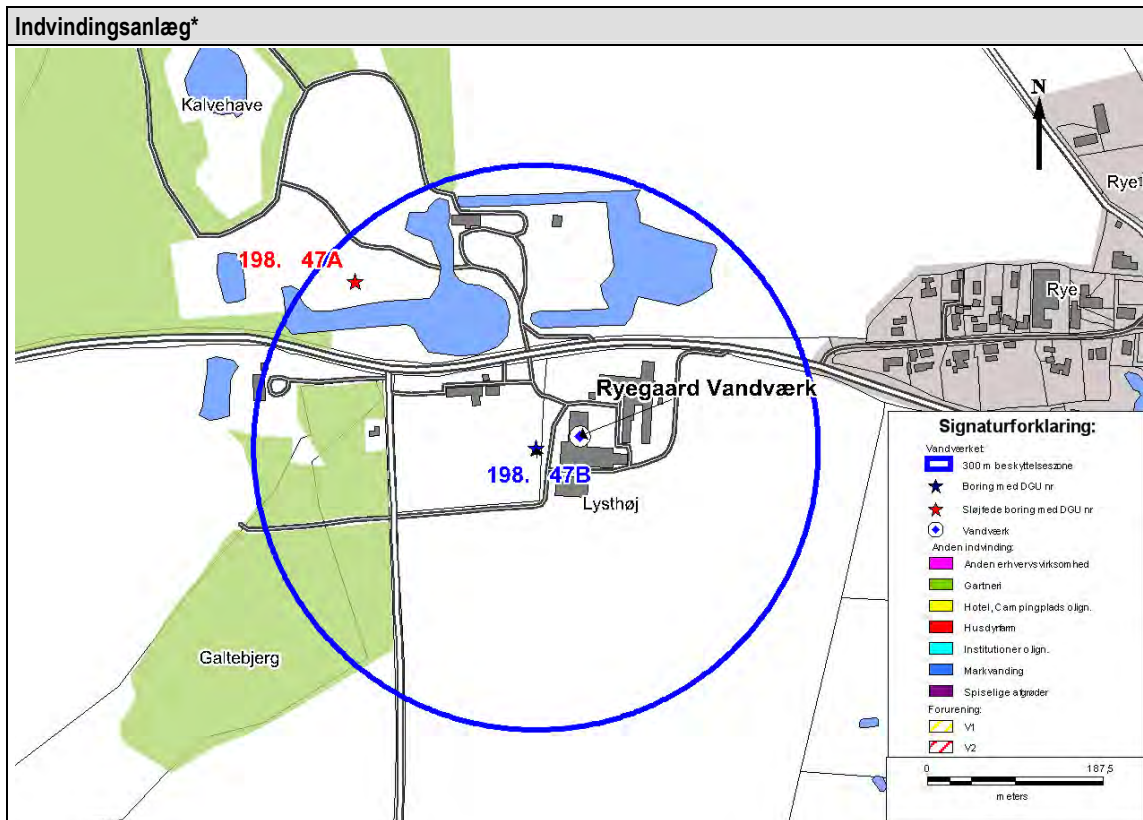 Indvindingsanlæg*
Kalvehave
N
198. 47A
Rye
Ryegaard Vandværk
198. 47B
Lysthøj
Galtebjerg
Signaturforklaring:
Vandværket:
300 m beskyttelseszone
Boring med DGU nr
Sløjfede boring med DGU nr
Vandværk
Anden indvinding:
Anden erhvervsvirksomhed
Gartneri
Hotel, Campingplads o.lign.
Husdyrfarm
Institutioner o.lign.
Markvanding
Spiselige afgrøder
Forurening:
V1
V2
0 187,5
meters